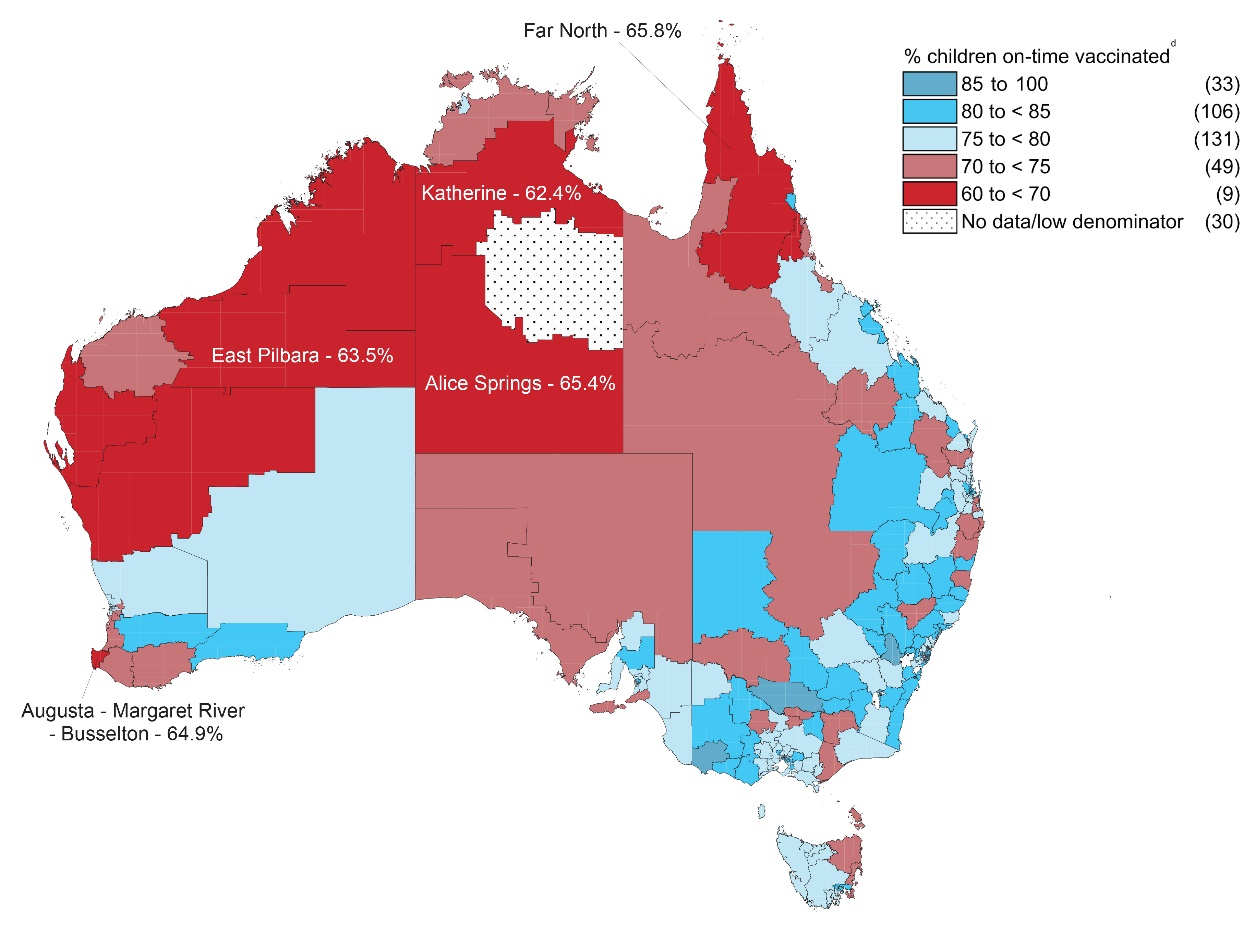 Far North - 65.8%
% children on-time vaccinated d
85 to 100 (33)
80 to < 85 (106)
75 to < 80 (131)
70 to < 75 (49)
60 to < 70 (9)
No data/low denominator (30)
Katherine - 62.4%
East Pilbara - 63.5%
Alice Springs - 65.4%
Augusta - Margaret River
- Busselton - 64.9%